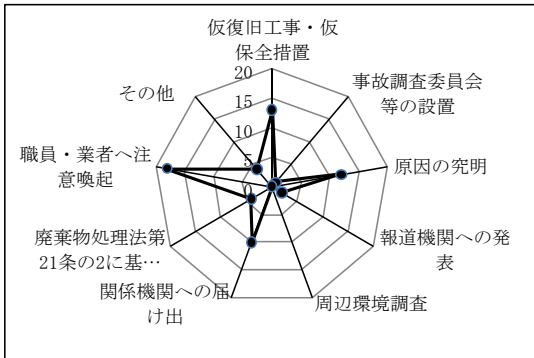 仮復旧工事・仮
保全措置
20
15
10
5
0
事故調査委員会
等の設置
原因の究明
報道機関への発
表
周辺環境調査
関係機関への届
け出
廃棄物処理法第
21条の2に基…
職員・業者へ注
意喚起
その他